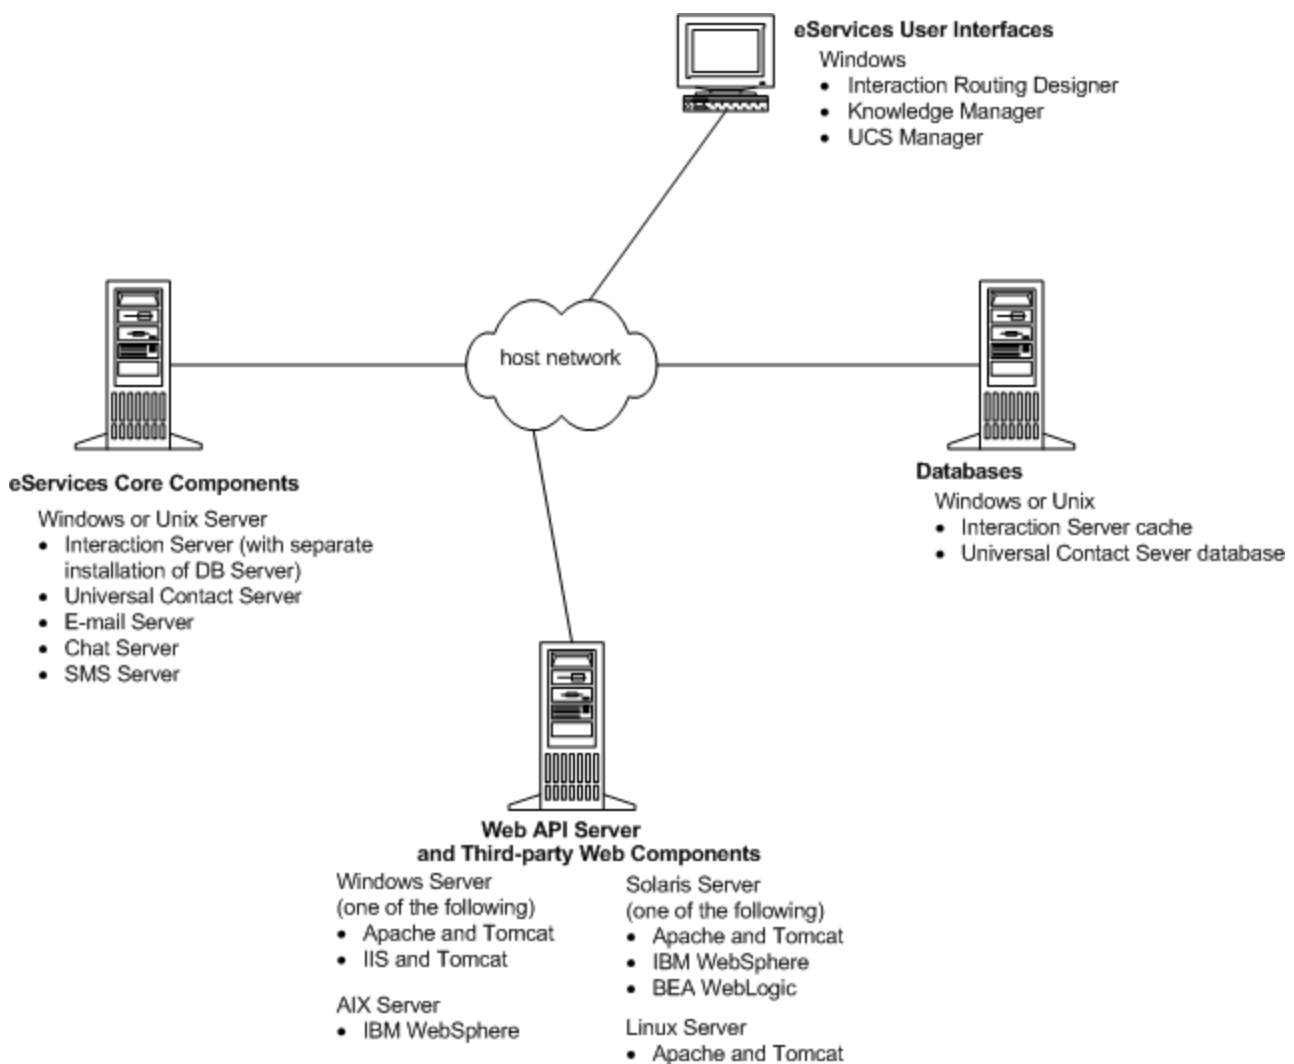 eServices User Interfaces
Windows
• Interaction Routing Designer
• Knowledge Manager
• UCS Manager
host network
eServices Core Components
Windows or Unix Server
• Interaction Server (with separate
installation of DB Server)
• Universal Contact Server
• E-mail Server
• Chat Server
• SMS Server
Databases
Windows or Unix
• Interaction Server cache
• Universal Contact Sever database
Web API Server
and Third-party Web Components
Windows Server
(one of the following)
• Apache and Tomcat
• IIS and Tomcat
AIX Server
• IBM WebSphere
Solaris Server
(one of the following)
• Apache and Tomcat
• IBM WebSphere
• BEA WebLogic
Linux Server
• Apache and Tomcat